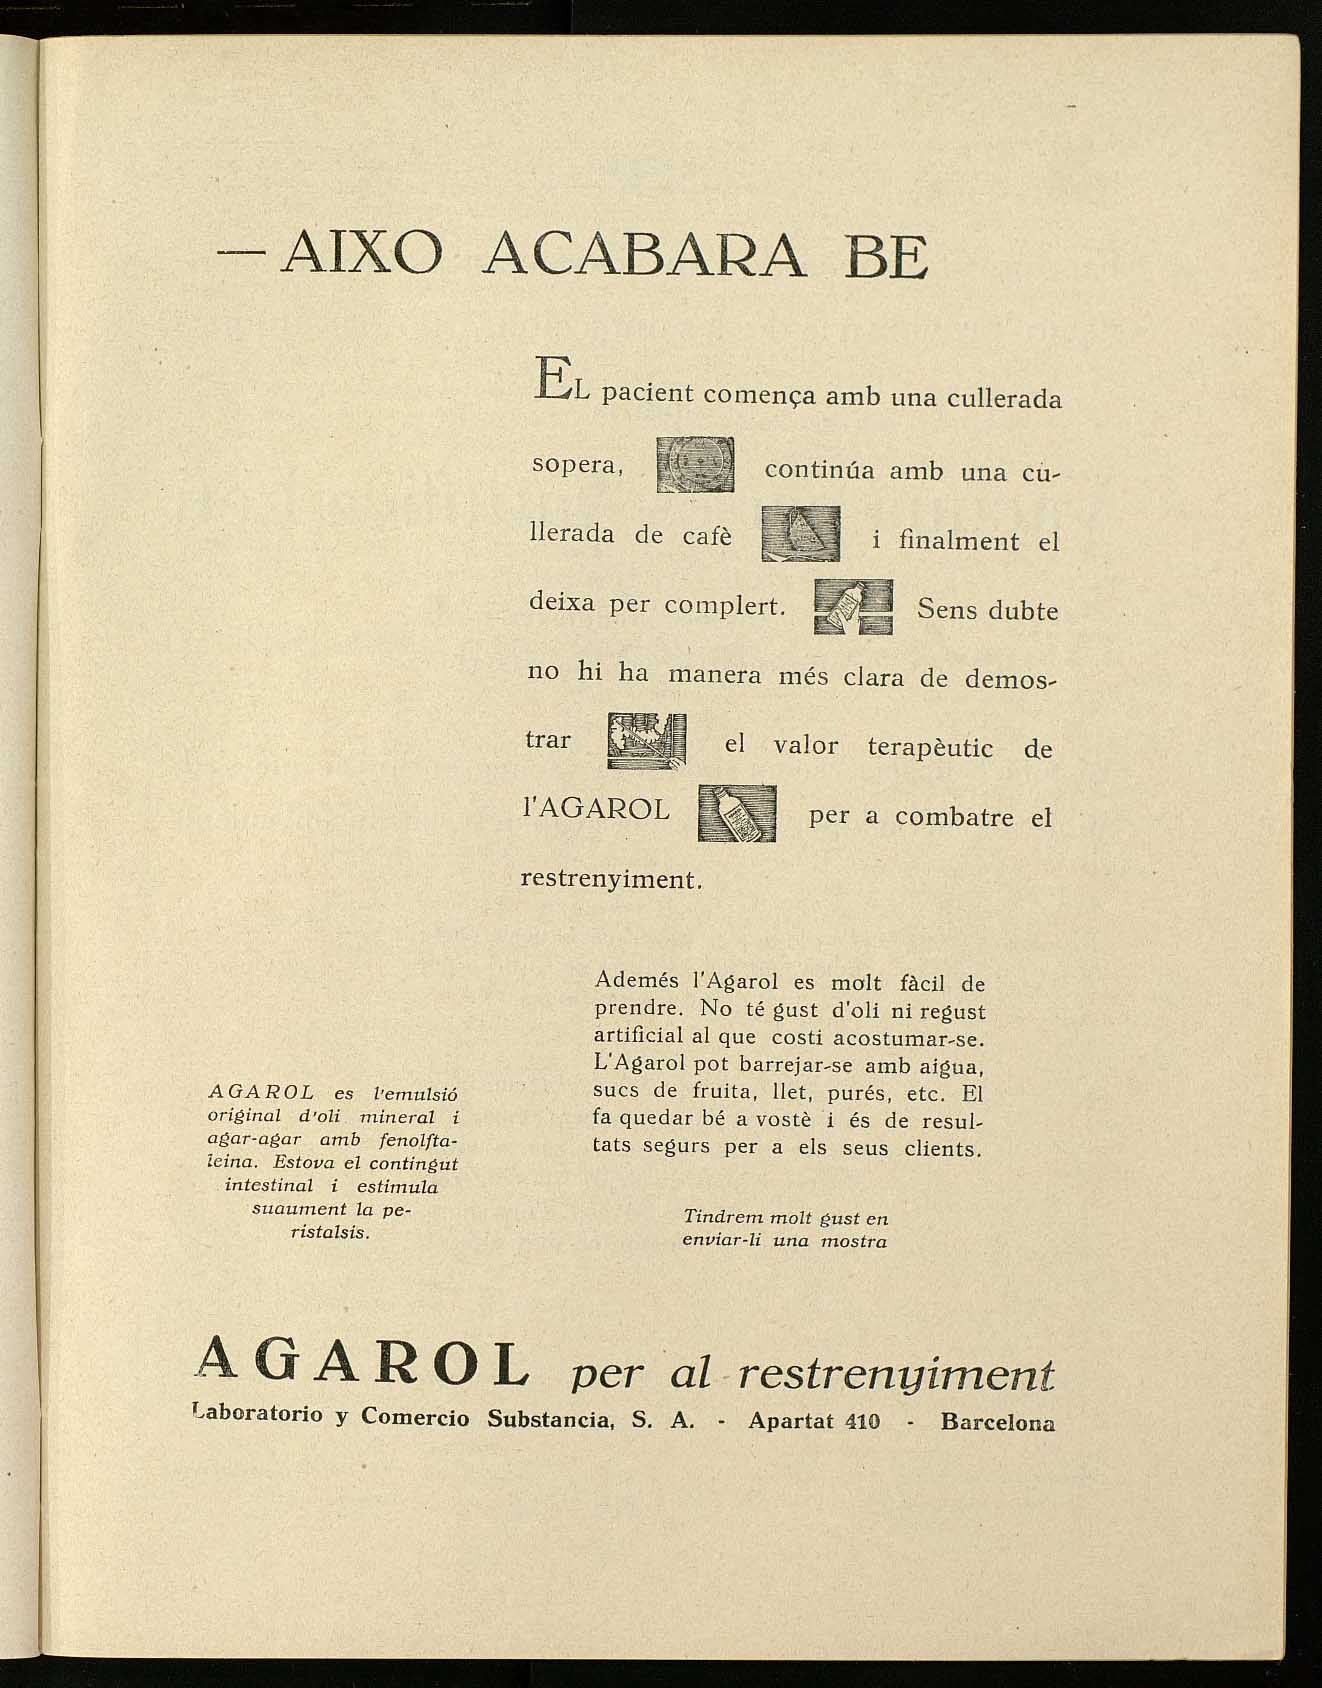 — AIXO ACABARA BE
EL pacient comença amb una cullerada
sopera, continúa amb una cu-
llerada de cafè i finalment el
deixa per complert. Sens dubte
no hi ha manera més clara de demos-
trar el valor terapèutic de
l'AGAROL per a combatre el
restrenyiment.
Además l'Agarol es molt fàcil de
prendre. No té gust d'oli ni regust
artificial al que costi acostumar-se.
L'Agarol pot barrejar-se amb aigua,
sucs de fruita, llet, purés, etc. El
fa quedar bé a vostè i és de resul-
tats segurs per a els seus clients.
AGAROL es l'emulsió
original d'oli mineral i
agar-agar amb fenolfta-
leina. Estova el contingut
intestinal i estimula
suaument la pe-
ristalsis.
Tindrem molt gust en
enviar-li una mostra
AGAROL per al restrenyiment
Laboratorio y Comercio Substancia, S. A. - Apartat 410 - Barcelona